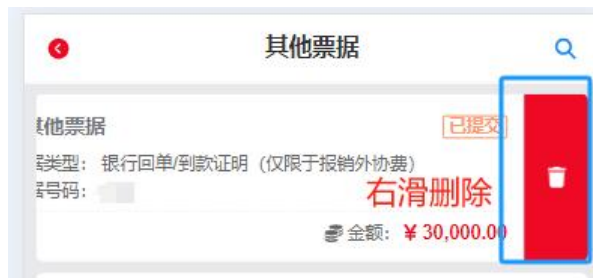 其他票据
其他票据
已提交
据类型：银行回单/到款证明（仅限于报销外协费）
据号码：
右滑删除
金额：¥ 30,000.00